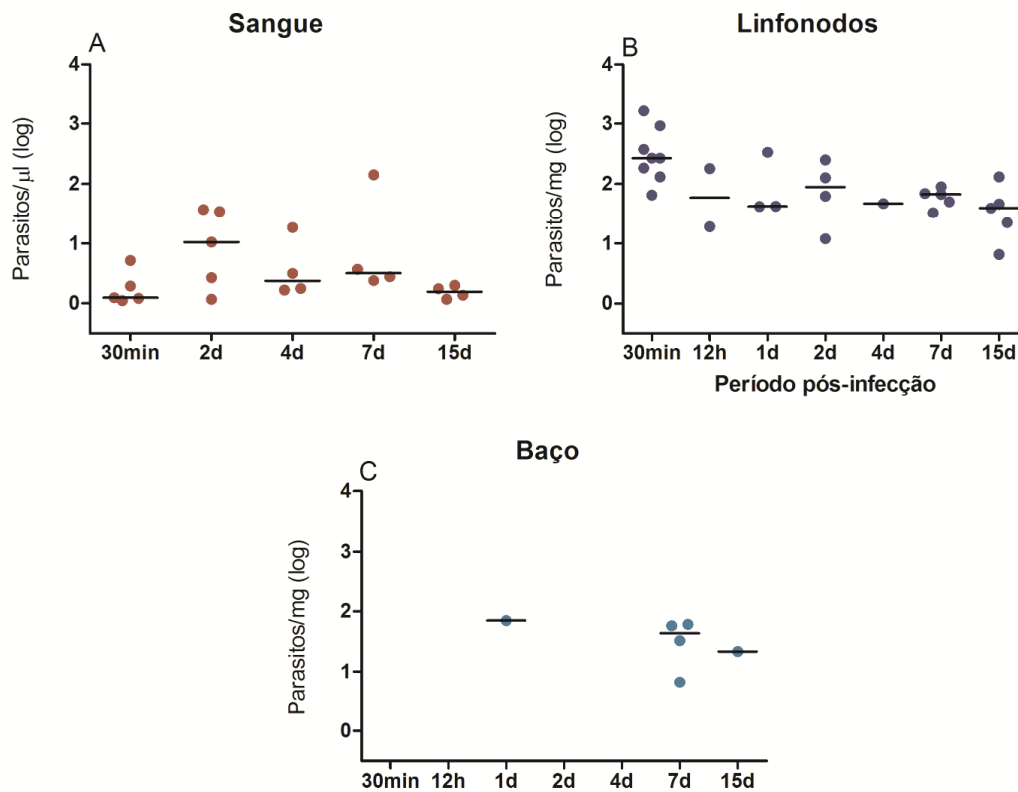 Sangue
A
Parasitos/µl (log)
4
3
2
1
0
30min 2d 4d 7d 15d
Linfonodos
B
Parasitos/mg (log)
4
3
2
1
0
30min 12h 1d 2d 4d 7d 15d
Período pós-infecção
Baço
C
Parasitos/mg (log)
4
3
2
1
0
30min 12h 1d 2d 4d 7d 15d